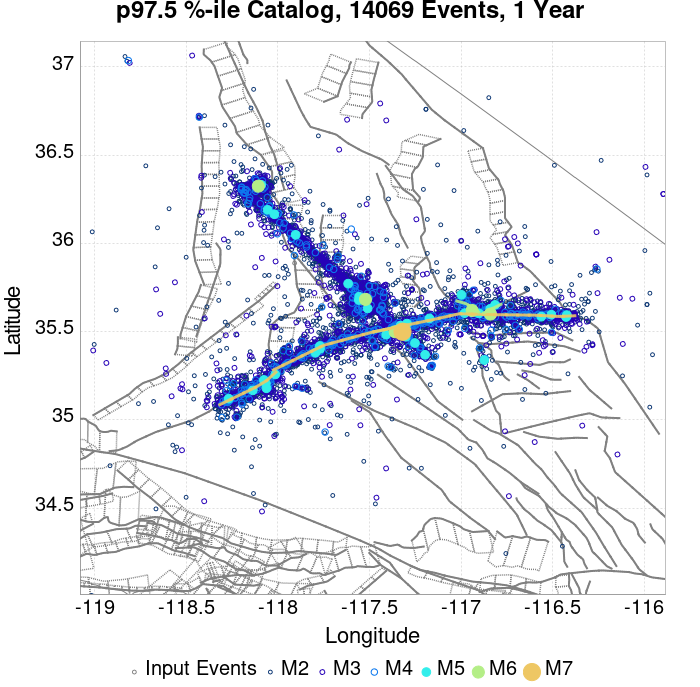 p97.5 %-ile Catalog, 14069 Events, 1 Year
37
36.5
36
35.5
35
34.5
Latitude
-119 -118.5 -118 -117.5 -117 -116.5 -116
Longitude
Input Events M2 M3 M4 M5 M6 M7